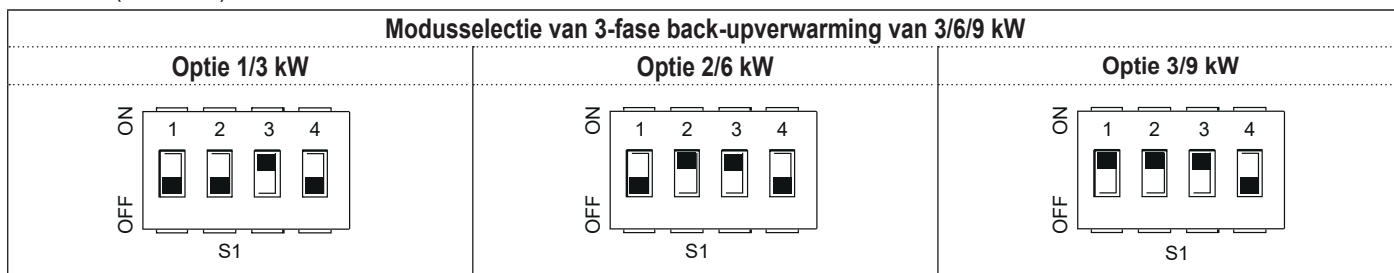 Modusselectie van 3-fase back-upverwarming van 3/6/9 kW
Optie 1/3 kW
Optie 2/6 kW
Optie 3/9 kW
ON
1 2 3 4
OFF
S1
ON
1 2 3 4
OFF
S1
ON
1 2 3 4
OFF
S1